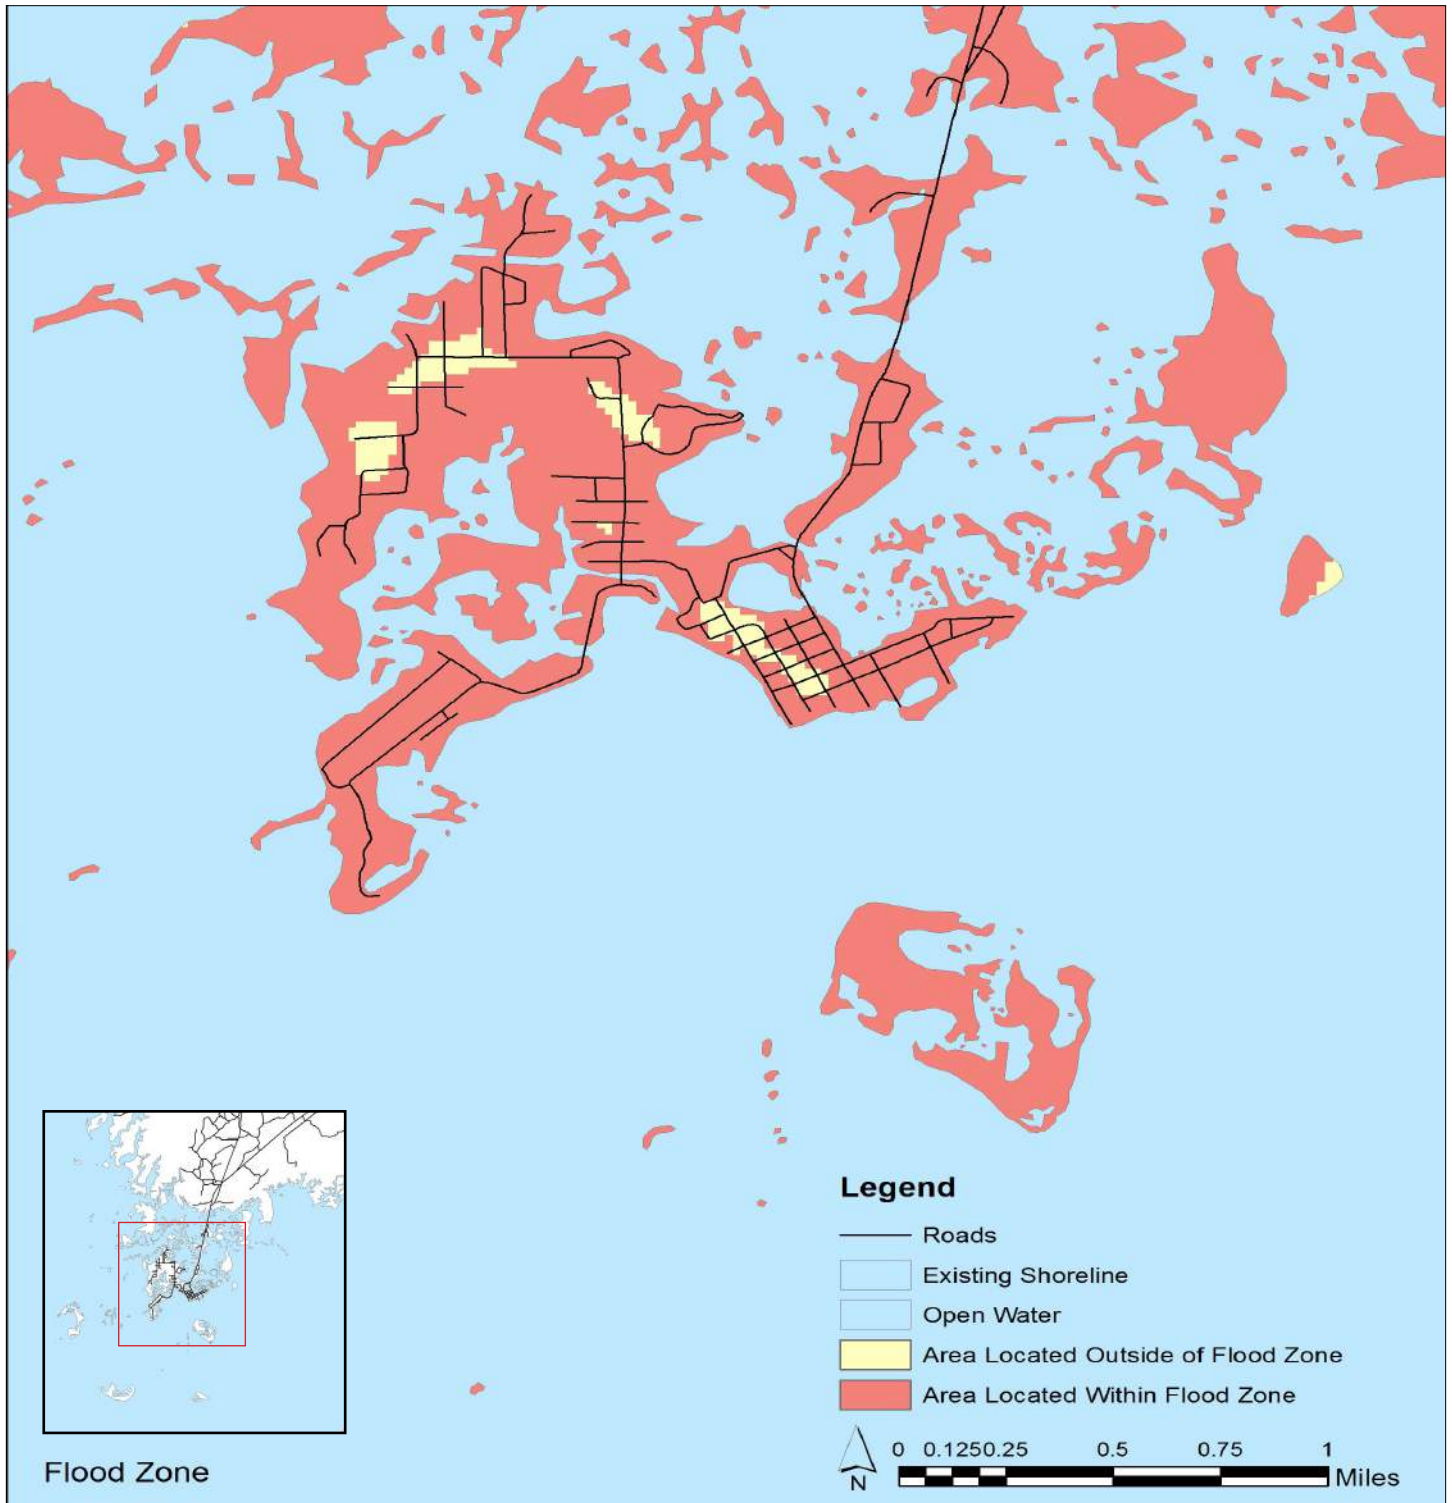 Legend
Roads
Existing Shoreline
Open Water
Area Located Outside of Flood Zone
Area Located Within Flood Zone
0 0.1250.25 0.5 0.75 1
Miles
N
Flood Zone